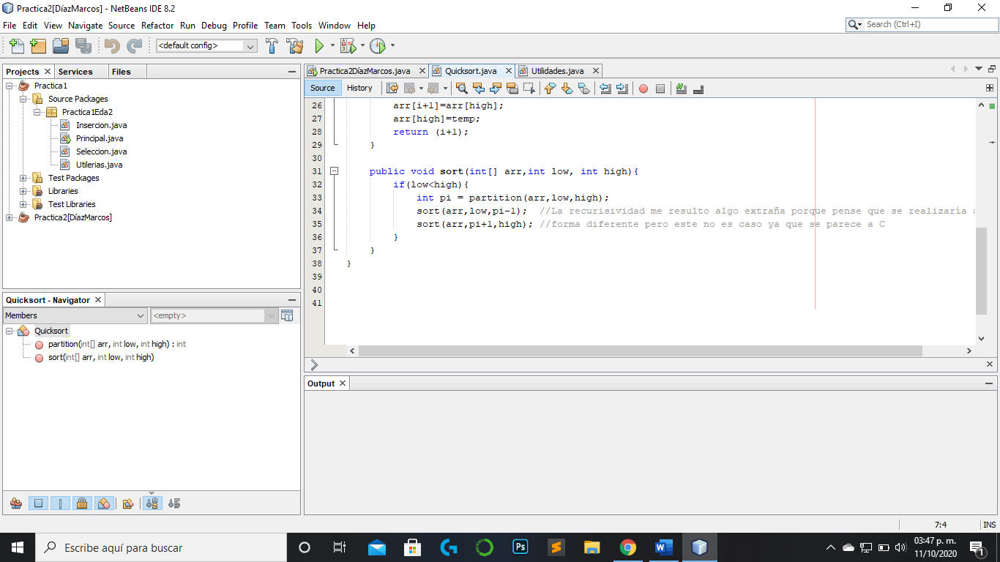 Practica2[DíazMarcos] - NetBeans IDE 8.2
File Edit View Navigate Source Refactor Run Debug Profile Team Tools Window Help
Search (Ctrl+I)
<default config>
Projects Services Files
Practica1
Source Packages
Practica1Eda2
Insercion.java
Principal.java
Seleccion.java
Utilerias.java
Test Packages
Libraries
Test Libraries
Practica2[DíazMarcos]
Quicksort - Navigator
Members <empty>
Quicksort
partition(int[] arr, int low, int high) : int
sort(int[] arr, int low, int high)
Practica2DíazMarcos.java Quicksort.java Utilidades.java
Source History
26 arr[i+1]=arr[high];
27 arr[high]=temp;
28 return (i+1);
29 }
30
31 public void sort(int[] arr,int low, int high){
32 if(low<high){
33 int pi = partition(arr,low,high);
34 sort(arr,low,pi-1); //La recurisividad me resulto algo extraña porque pense que se realizaría
35 sort(arr,pi+1,high); //forma diferente pero este no es caso ya que se parece a C
36 }
37 }
38 }
39
40
41
Output
7:4 INS
Escribe aquí para buscar
Ps
W
03:47 p. m.
11/10/2020
1